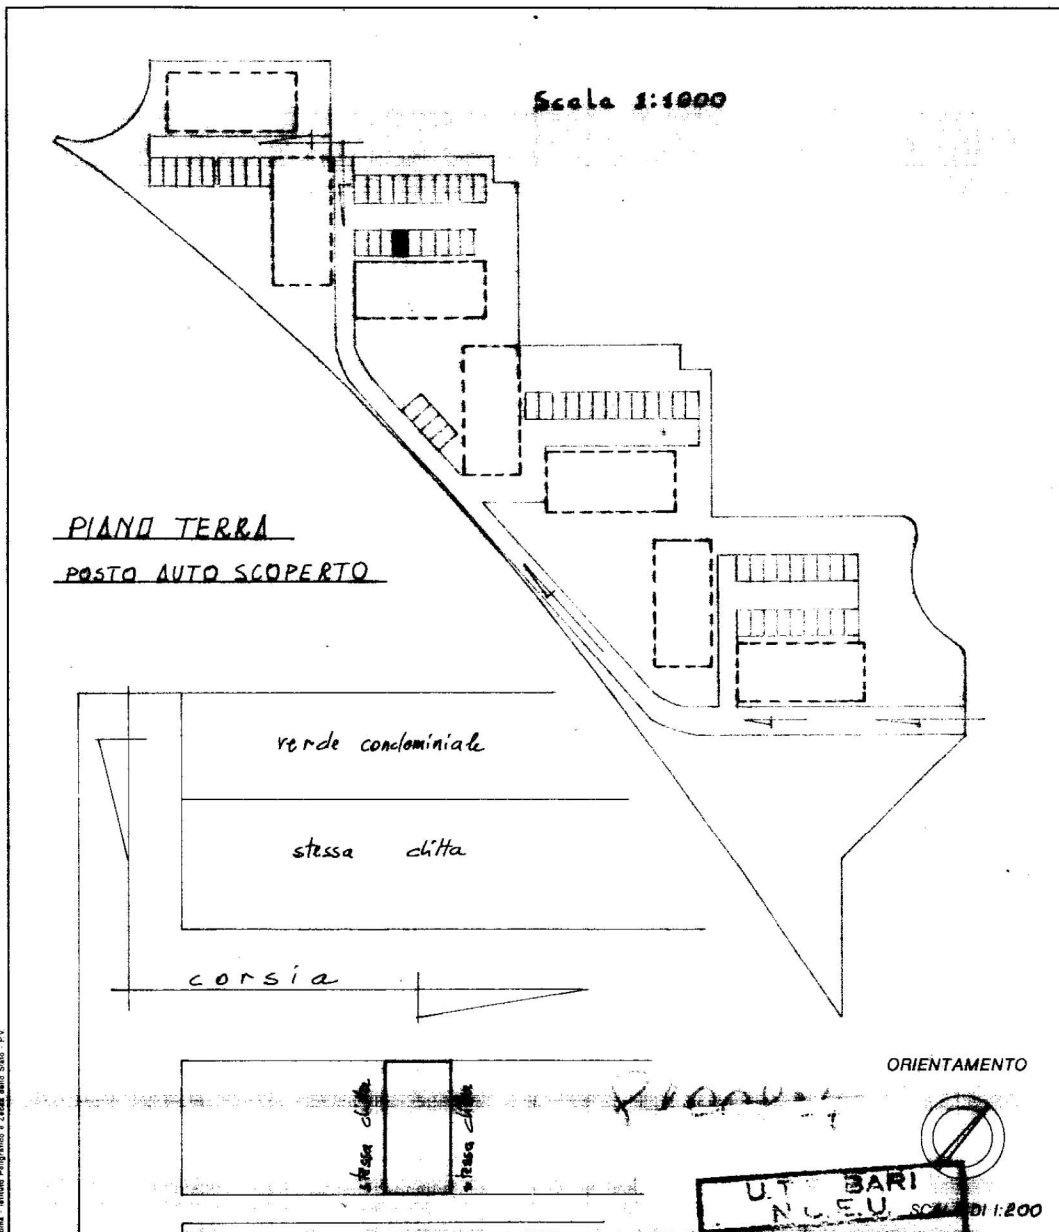 Scala 1:1000
PIANO TERRA
POSTO AUTO SCOPERTO
verde condominiale
stessa ditta
corsia
stessa ditta
stessa ditta
ORIENTAMENTO
U.T. BARI
N.C.E.U.
SCALA DI 1:200